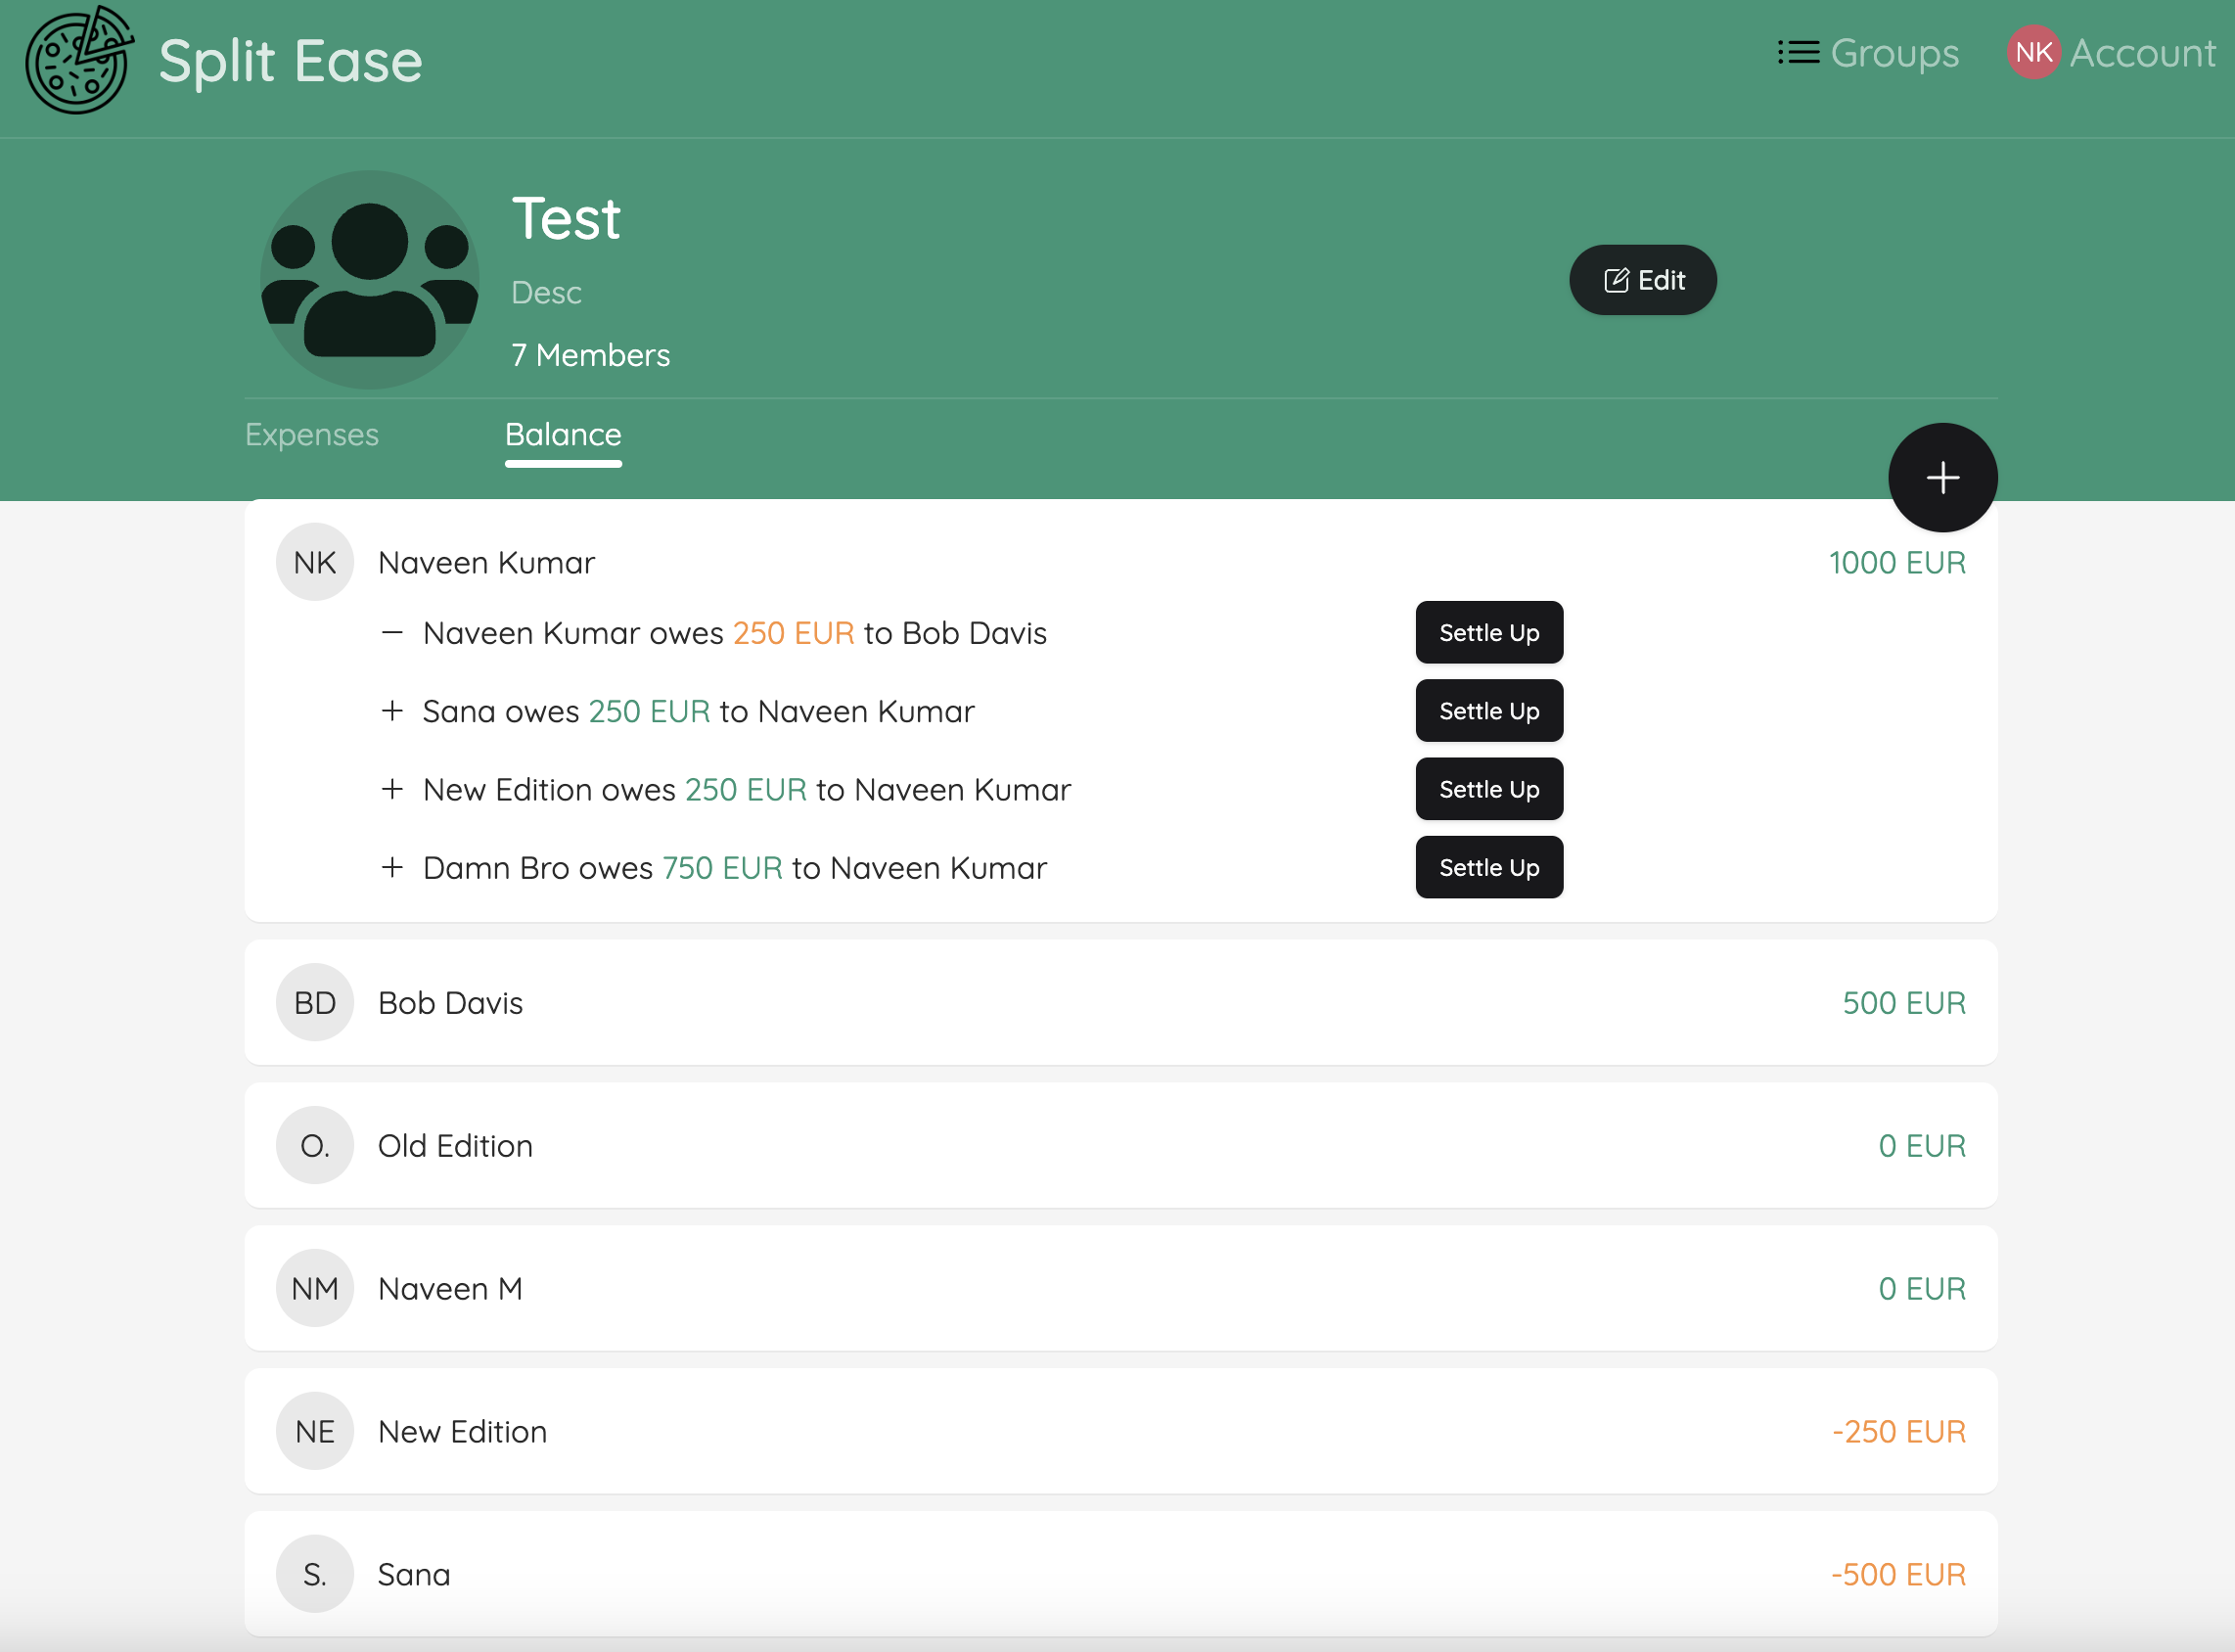 Split Ease
Groups
NK Account
Test
Desc
7 Members
Edit
Expenses
Balance
NK Naveen Kumar 1000 EUR
Naveen Kumar owes 250 EUR to Bob Davis Settle Up
Sana owes 250 EUR to Naveen Kumar Settle Up
New Edition owes 250 EUR to Naveen Kumar Settle Up
Damn Bro owes 750 EUR to Naveen Kumar Settle Up
BD Bob Davis 500 EUR
O. Old Edition 0 EUR
NM Naveen M 0 EUR
NE New Edition -250 EUR
S. Sana -500 EUR